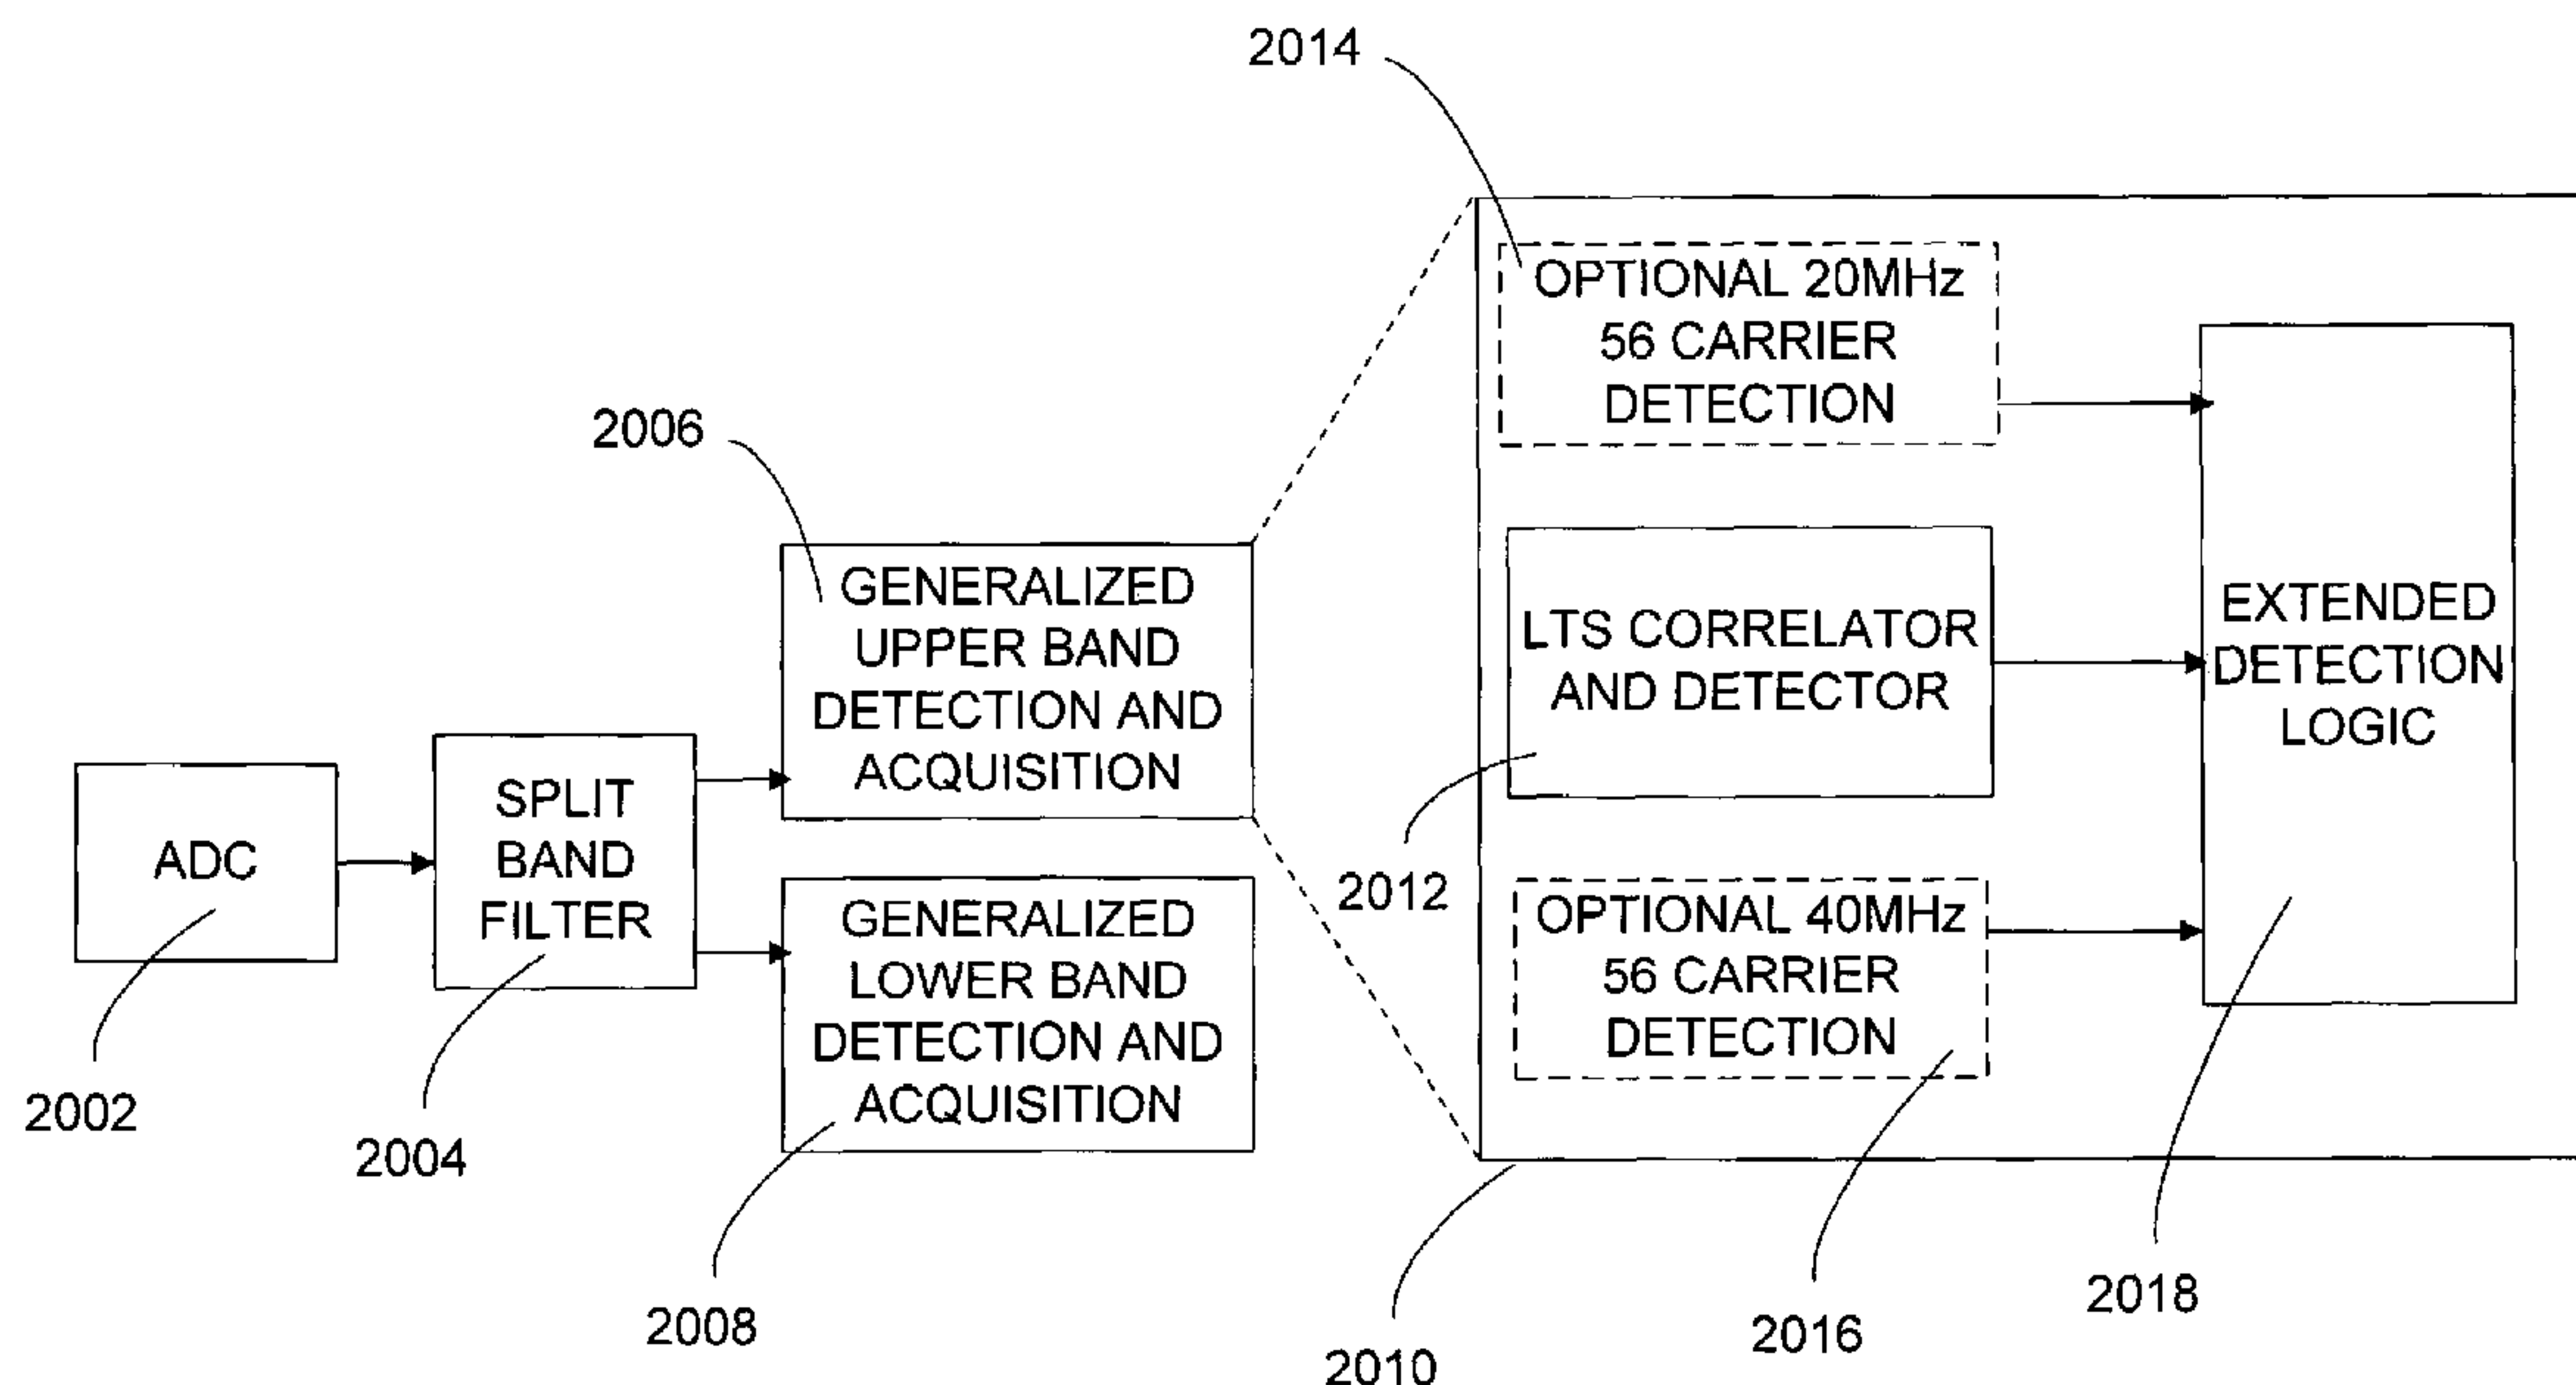 2014
OPTIONAL 20MHz
56 CARRIER
DETECTION
2006
GENERALIZED
UPPER BAND
DETECTION AND
ACQUISITION
LTS CORRELATOR
AND DETECTOR
EXTENDED
DETECTION
LOGIC
SPLIT
BAND
FILTER
ADC
2012
GENERALIZED
LOWER BAND
DETECTION AND
ACQUISITION
OPTIONAL 40MHz
56 CARRIER
DETECTION
2002
2004
2008
2010
2016
2018